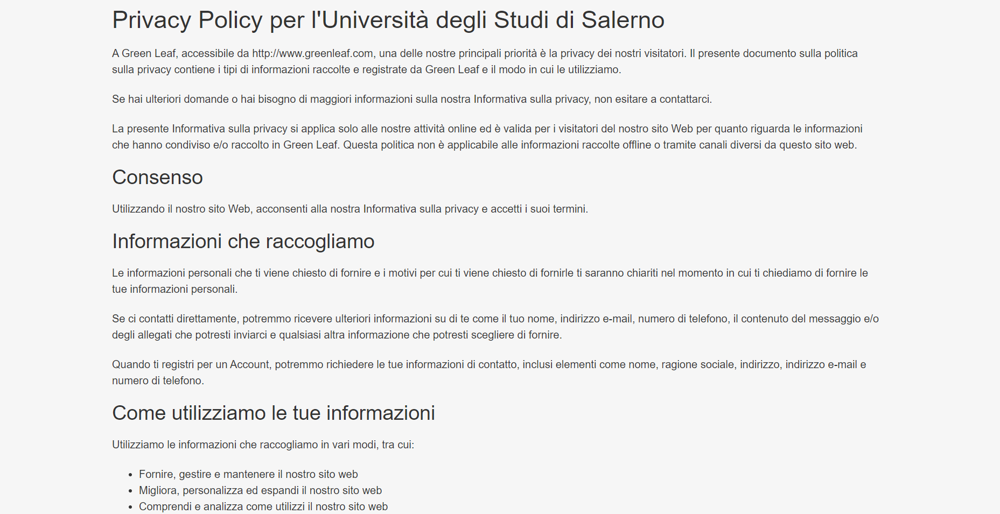 Privacy Policy per l'Università degli Studi di Salerno
A Green Leaf, accessibile da http://www.greenleaf.com, una delle nostre principali priorità è la privacy dei nostri visitatori. Il presente documento sulla politica
sulla privacy contiene i tipi di informazioni raccolte e registrate da Green Leaf e il modo in cui le utilizziamo.
Se hai ulteriori domande o hai bisogno di maggiori informazioni sulla nostra Informativa sulla privacy, non esitare a contattarci.
La presente Informativa sulla privacy si applica solo alle nostre attività online ed è valida per i visitatori del nostro sito Web per quanto riguarda le informazioni
che hanno condiviso e/o raccolto in Green Leaf. Questa politica non è applicabile alle informazioni raccolte offline o tramite canali diversi da questo sito web.
Consenso
Utilizzando il nostro sito Web, acconsenti alla nostra Informativa sulla privacy e accetti i suoi termini.
Informazioni che raccogliamo
Le informazioni personali che ti viene chiesto di fornire e i motivi per cui ti viene chiesto di fornirle ti saranno chiariti nel momento in cui ti chiediamo di fornire le
tue informazioni personali.
Se ci contatti direttamente, potremmo ricevere ulteriori informazioni su di te come il tuo nome, indirizzo e-mail, numero di telefono, il contenuto del messaggio e/o
degli allegati che potresti inviarci e qualsiasi altra informazione che potresti scegliere di fornire.
Quando ti registri per un Account, potremmo richiedere le tue informazioni di contatto, inclusi elementi come nome, ragione sociale, indirizzo, indirizzo e-mail e
numero di telefono.
Come utilizziamo le tue informazioni
Utilizziamo le informazioni che raccogliamo in vari modi, tra cui:
• Fornire, gestire e mantenere il nostro sito web
• Migliora, personalizza ed espandi il nostro sito web
• Comprendi e analizza come utilizzi il nostro sito web